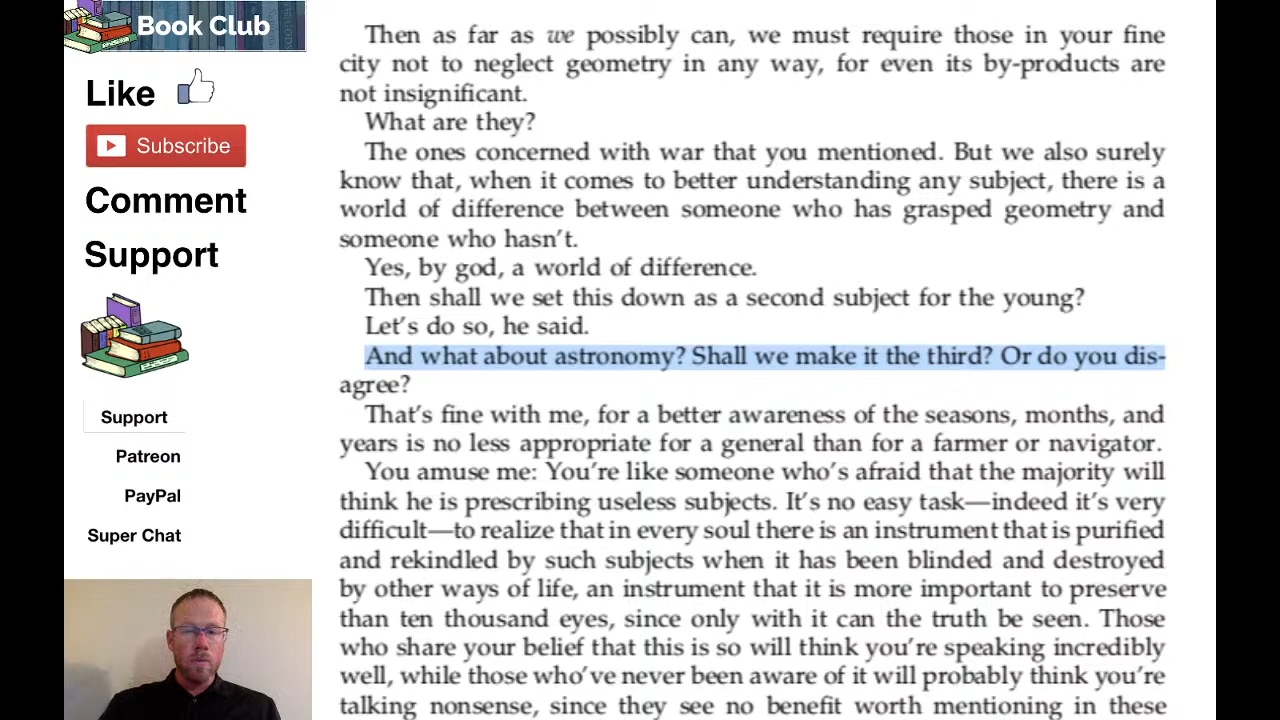 Book Club
Like
Subscribe
Comment
Support
Support
Patreon
PayPal
Super Chat
Then as far as we possibly can, we must require those in your fine
city not to neglect geometry in any way, for even its by-products are
not insignificant.
What are they?
The ones concerned with war that you mentioned. But we also surely
know that, when it comes to better understanding any subject, there is a
world of difference between someone who has grasped geometry and
someone who hasn't.
Yes, by god, a world of difference.
Then shall we set this down as a second subject for the young?
Let's do so, he said.
And what about astronomy? Shall we make it the third? Or do you dis-
agree?
That's fine with me, for a better awareness of the seasons, months, and
years is no less appropriate for a general than for a farmer or navigator.
You amuse me: You're like someone who's afraid that the majority will
think he is prescribing useless subjects. It's no easy task—indeed it's very
difficult—to realize that in every soul there is an instrument that is purified
and rekindled by such subjects when it has been blinded and destroyed
by other ways of life, an instrument that it is more important to preserve
than ten thousand eyes, since only with it can the truth be seen. Those
who share your belief that this is so will think you're speaking incredibly
well, while those who've never been aware of it will probably think you're
talking nonsense, since they see no benefit worth mentioning in these